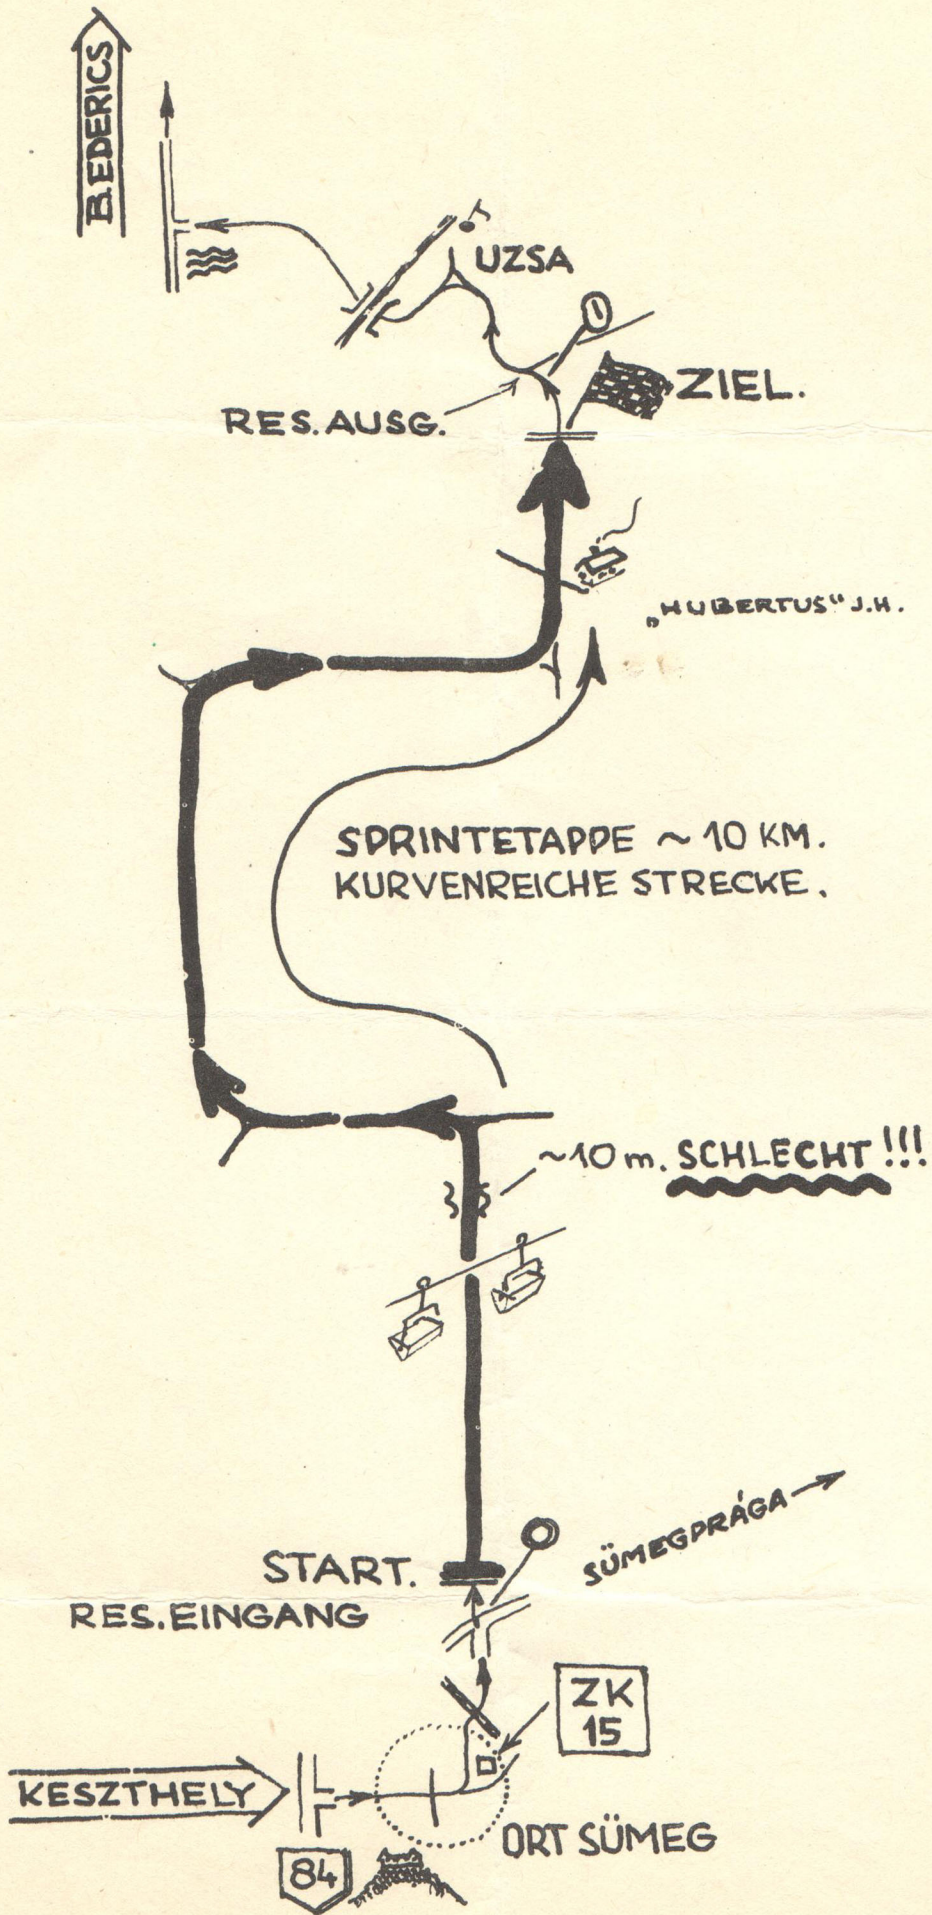 B.EDERICS
UZSA
ZIEL.
RES.AUSG.
„HUBERTUS“ J.H.
SPRINTETAPPE ~ 10 KM.
KURVENREICHE STRECKE.
~10 m. SCHLECHT !!!
SÜMEGPRÁGA
START.
RES.EINGANG
ZK
15
KESZTHELY
ORT SÜMEG
84